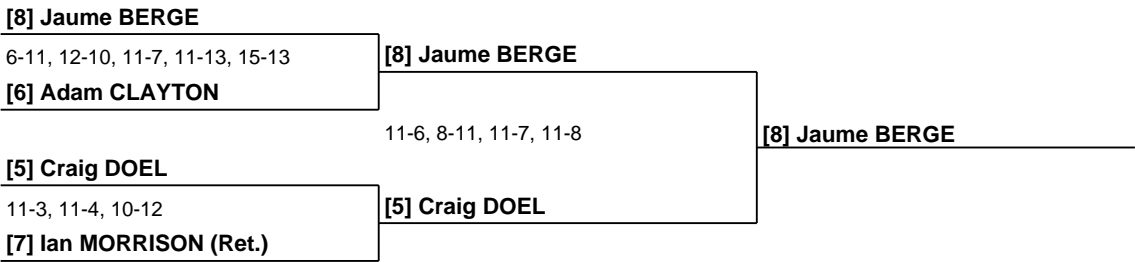 [8] Jaume BERGE
6-11, 12-10, 11-7, 11-13, 15-13
[6] Adam CLAYTON
[8] Jaume BERGE
11-6, 8-11, 11-7, 11-8
[8] Jaume BERGE
[5] Craig DOEL
11-3, 11-4, 10-12
[7] Ian MORRISON (Ret.)
[5] Craig DOEL